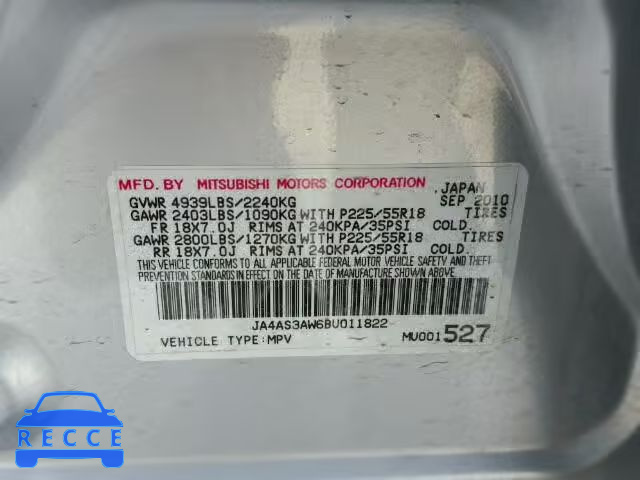 MFD. BY MITSUBISHI MOTORS CORPORATION JAPAN
GVWR 4939LBS/2240KG SEP 2010
GAWR 2403LBS/1090KG WITH P225/55R18 TIRES
FR 18X7.0J RIMS AT 240KPA/35PSI COLD.
GAWR 2800LBS/1270KG WITH P225/55R18 TIRES
RR 18X7.0J RIMS AT 240KPA/35PSI COLD
THIS VEHICLE CONFORMS TO ALL APPLICABLE FEDERAL MOTOR VEHICLE SAFETY AND THEFT
PREVENTION STANDARDS IN EFFECT ON THE DATE OF MANUFACTURE SHOWN ABOVE.
JA4AS3AW6BU011822
VEHICLE TYPE:MPV MU001527
RECCE